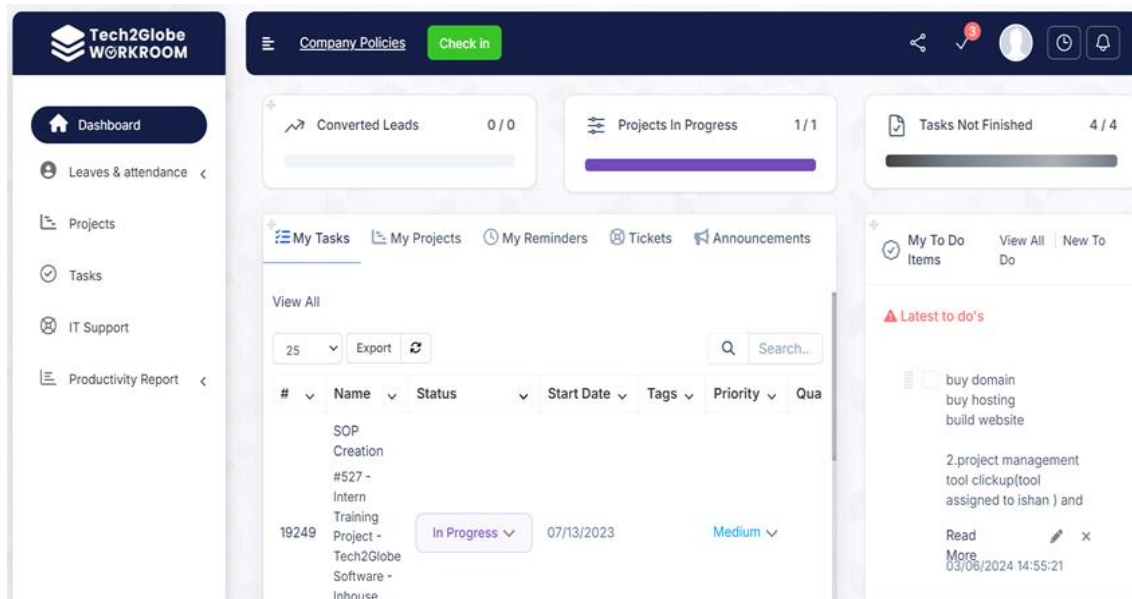 Tech2Globe
WORKROOM
Company Policies
Check in
3
Dashboard
Leaves & attendance
Projects
Tasks
IT Support
Productivity Report
Converted Leads 0 / 0
Projects In Progress 1/1
Tasks Not Finished 4 / 4
My Tasks My Projects My Reminders Tickets Announcements
View All
25 Export Search..
# Name Status Start Date Tags Priority Qua
SOP
Creation
#527 -
Intern
Training
19249 Project - In Progress 07/13/2023 Medium
Tech2Globe
Software -
Inhouse
My To Do View All New To
Items Do
Latest to do's
buy domain
buy hosting
build website
2.project management
tool clickup(tool
assigned to ishan ) and
Read
More
03/06/2024 14:55:21